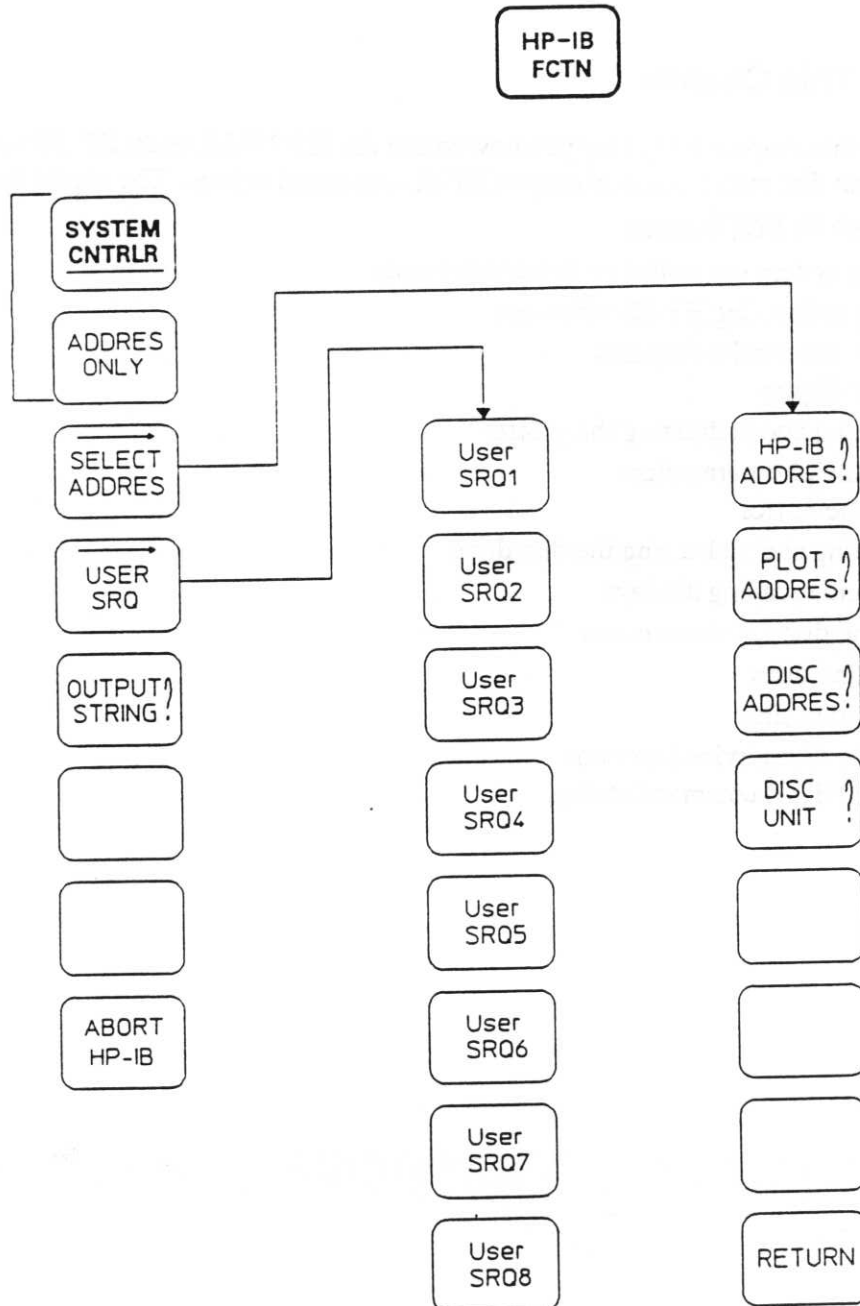 HP-IB
FCTN
SYSTEM
CNTRLR
ADDRES
ONLY
SELECT
ADDRES
USER
SRQ
OUTPUT?
STRING
ABORT
HP-IB
User
SRQ1
User
SRQ2
User
SRQ3
User
SRQ4
User
SRQ5
User
SRQ6
User
SRQ7
User
SRQ8
HP-IB ?
ADDRES
PLOT ?
ADDRES
DISC ?
ADDRES
DISC ?
UNIT
RETURN